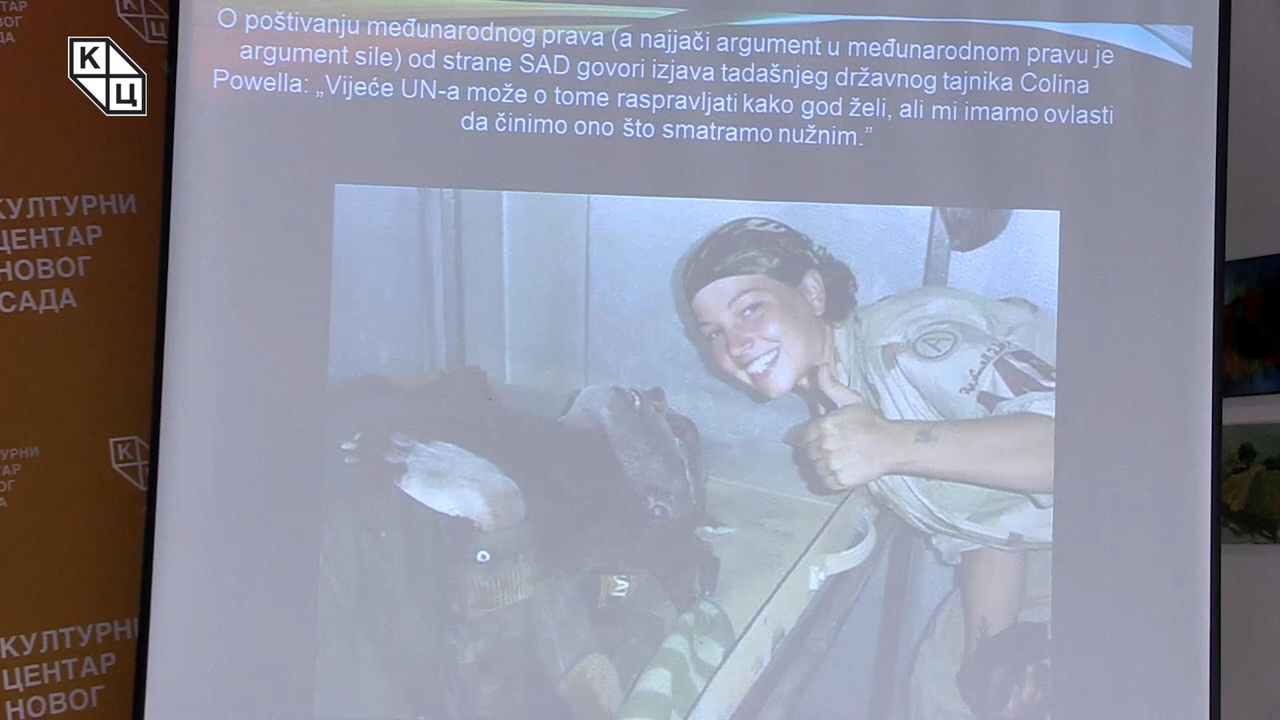 О poštivanju međunarodnog prava (a najjači argument u međunarodnom pravu je
argument sile) od strane SAD govori izjava tadašnjeg državnog tajnika Colina
Powella: „Vijeće UN-a može o tome raspravljati kako god želi, ali mi imamo ovlasti
da činimo ono što smatramo nužnim.”
К
Ц
КУЛТУРНИ
ЦЕНТАР
НОВОГ
САДА
КУЛТУРНИ
ЦЕНТАР
НОВОГ